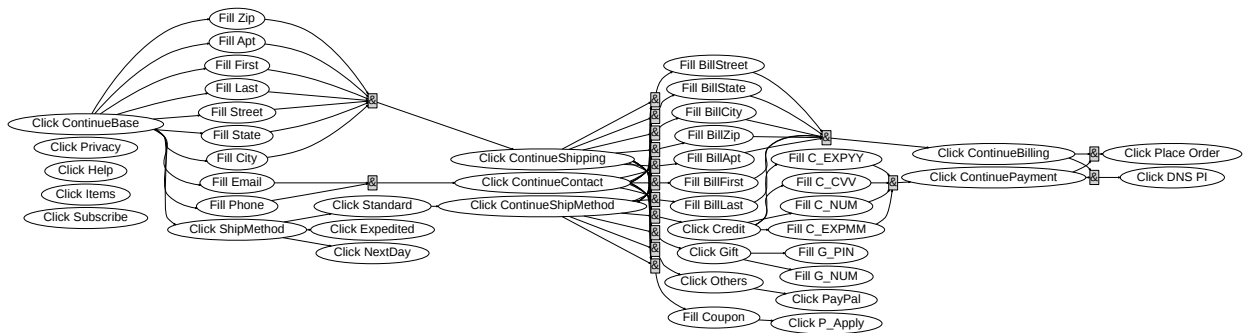 Click ContinueBase
Click Privacy
Click Help
Click Items
Click Subscribe
Fill Zip
Fill Apt
Fill First
Fill Last
Fill Street
Fill State
Fill City
Fill Email
Fill Phone
Click ShipMethod
&
&
Click Standard
Click Expedited
Click NextDay
Click ContinueShipping
Click ContinueContact
Click ContinueShipMethod
&
&
&
&
&
&
&
&
&
&
&
Fill BillStreet
Fill BillState
Fill BillCity
Fill BillZip
Fill BillApt
Fill BillFirst
Fill BillLast
Click Credit
Click Gift
Click Others
Fill Coupon
&
Fill C_EXPYY
Fill C_CVV
Fill C_NUM
Fill C_EXPMM
Fill G_PIN
Fill G_NUM
Click PayPal
Click P_Apply
&
Click ContinueBilling
Click ContinuePayment
&
&
Click Place Order
Click DNS PI